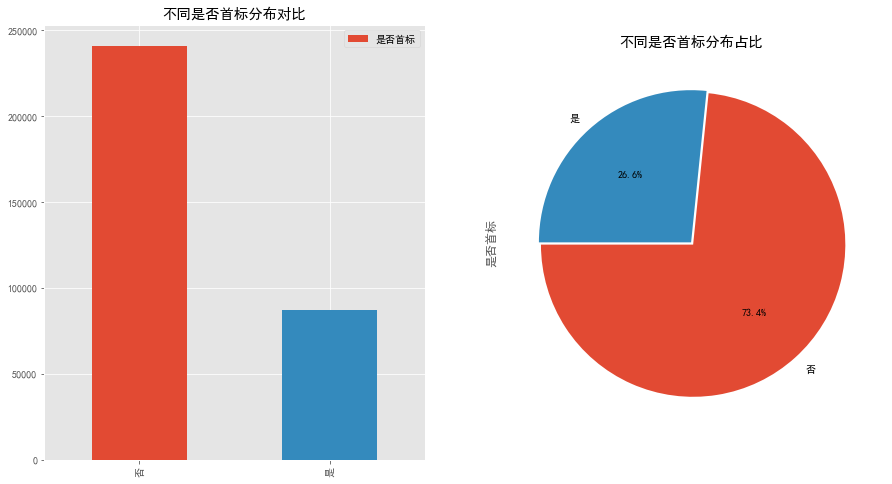 不同是否首标分布对比
是否首标
250000
200000
150000
100000
50000
0
否
是
不同是否首标分布占比
是
26.6%
是否首标
73.4%
否